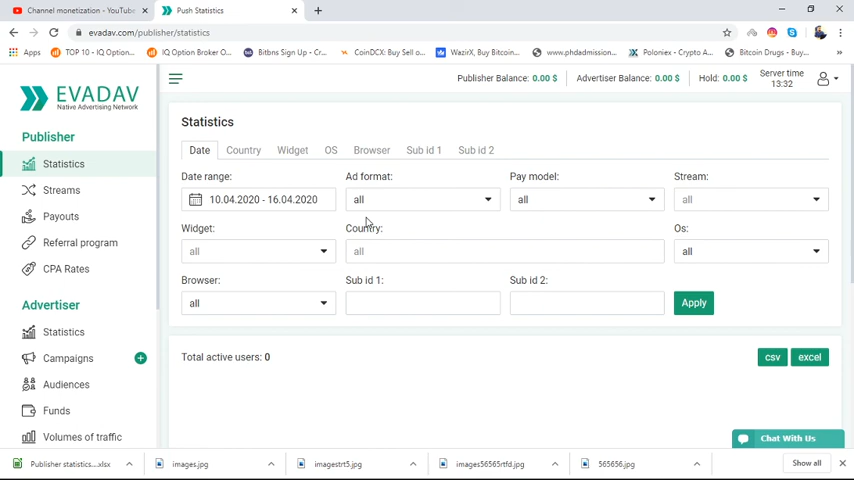 Channel monetization - YouTube
Push Statistics
evadav.com/publisher/statistics
Apps
TOP 10 - IQ Option...
IQ Option Broker O...
Bitbns Sign Up - Cr...
CoinDCX: Buy Sell o...
WazirX, Buy Bitcoin...
www.phdadmission...
Poloniex - Crypto A...
Bitcoin Drugs - Buy...
EVADAV
Native Advertising Network
Publisher Balance: 0.00 $
Advertiser Balance: 0.00 $
Hold: 0.00 $
Server time
13:32
Publisher
Statistics
Streams
Payouts
Referral program
CPA Rates
Advertiser
Statistics
Campaigns
Audiences
Funds
Volumes of traffic
Statistics
Date
Country
Widget
OS
Browser
Sub id 1
Sub id 2
Date range:
Ad format:
Pay model:
Stream:
10.04.2020 - 16.04.2020
all
all
all
Widget:
Country:
Os:
all
all
all
Browser:
Sub id 1:
Sub id 2:
all
Apply
Total active users: 0
csv
excel
Chat With Us
Publisher statistics....xlsx
images.jpg
imagestrt5.jpg
images56565rtfd.jpg
565656.jpg
Show all